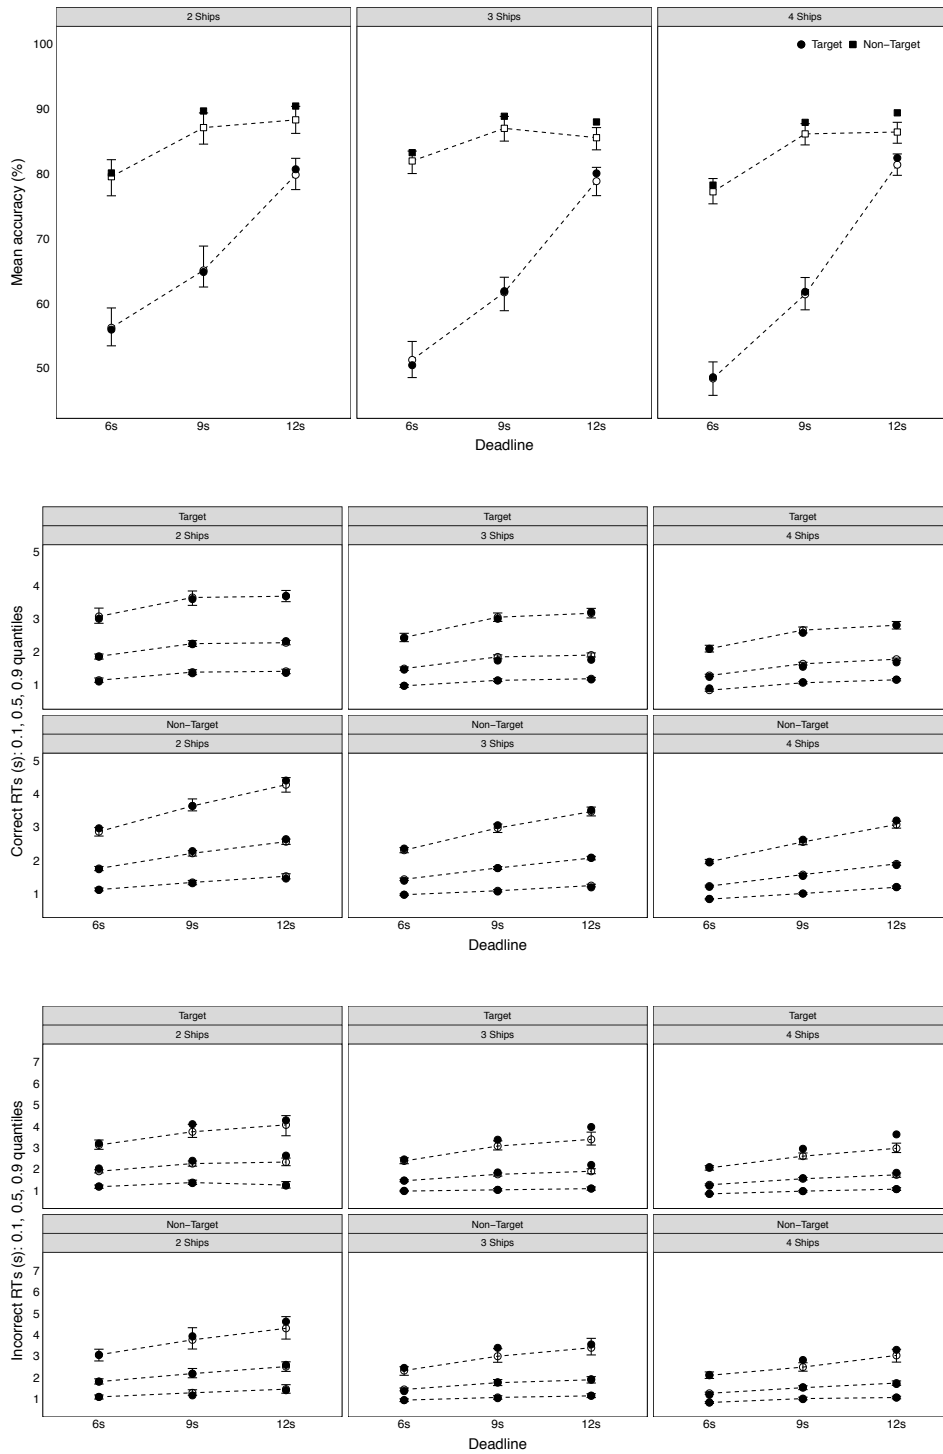 2 Ships 3 Ships 4 Ships
Target Non−Target
100
90
80
70
60
50
Mean accuracy (%)
6s 9s 12s 6s 9s 12s 6s 9s 12s
Deadline
Target Target Target
2 Ships 3 Ships 4 Ships
5
4
3
2
1
Non−Target Non−Target Non−Target
2 Ships 3 Ships 4 Ships
5
4
3
2
1
Correct RTs (s): 0.1, 0.5, 0.9 quantiles
6s 9s 12s 6s 9s 12s 6s 9s 12s
Deadline
Target Target Target
2 Ships 3 Ships 4 Ships
7
6
5
4
3
2
1
Non−Target Non−Target Non−Target
2 Ships 3 Ships 4 Ships
7
6
5
4
3
2
1
Incorrect RTs (s): 0.1, 0.5, 0.9 quantiles
6s 9s 12s 6s 9s 12s 6s 9s 12s
Deadline